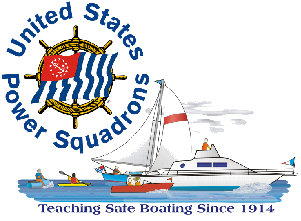 United States
Power Squadrons
Teaching Safe Boating Since 1914